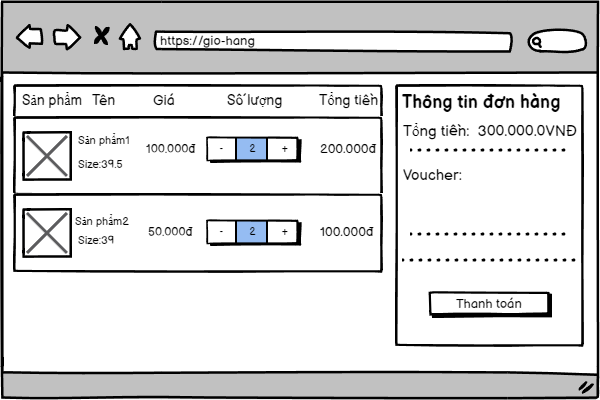 https://gio-hang
Sản phẩm Tên Giá Số lượng Tổng tiền
Sản phẩm1
Size:39.5
100.000đ
- 2 +
200.000đ
Sản phẩm2
Size:39
50.000đ
- 2 +
100.000đ
Thông tin đơn hàng
Tổng tiền: 300.000.0VNĐ
Voucher:
Thanh toán